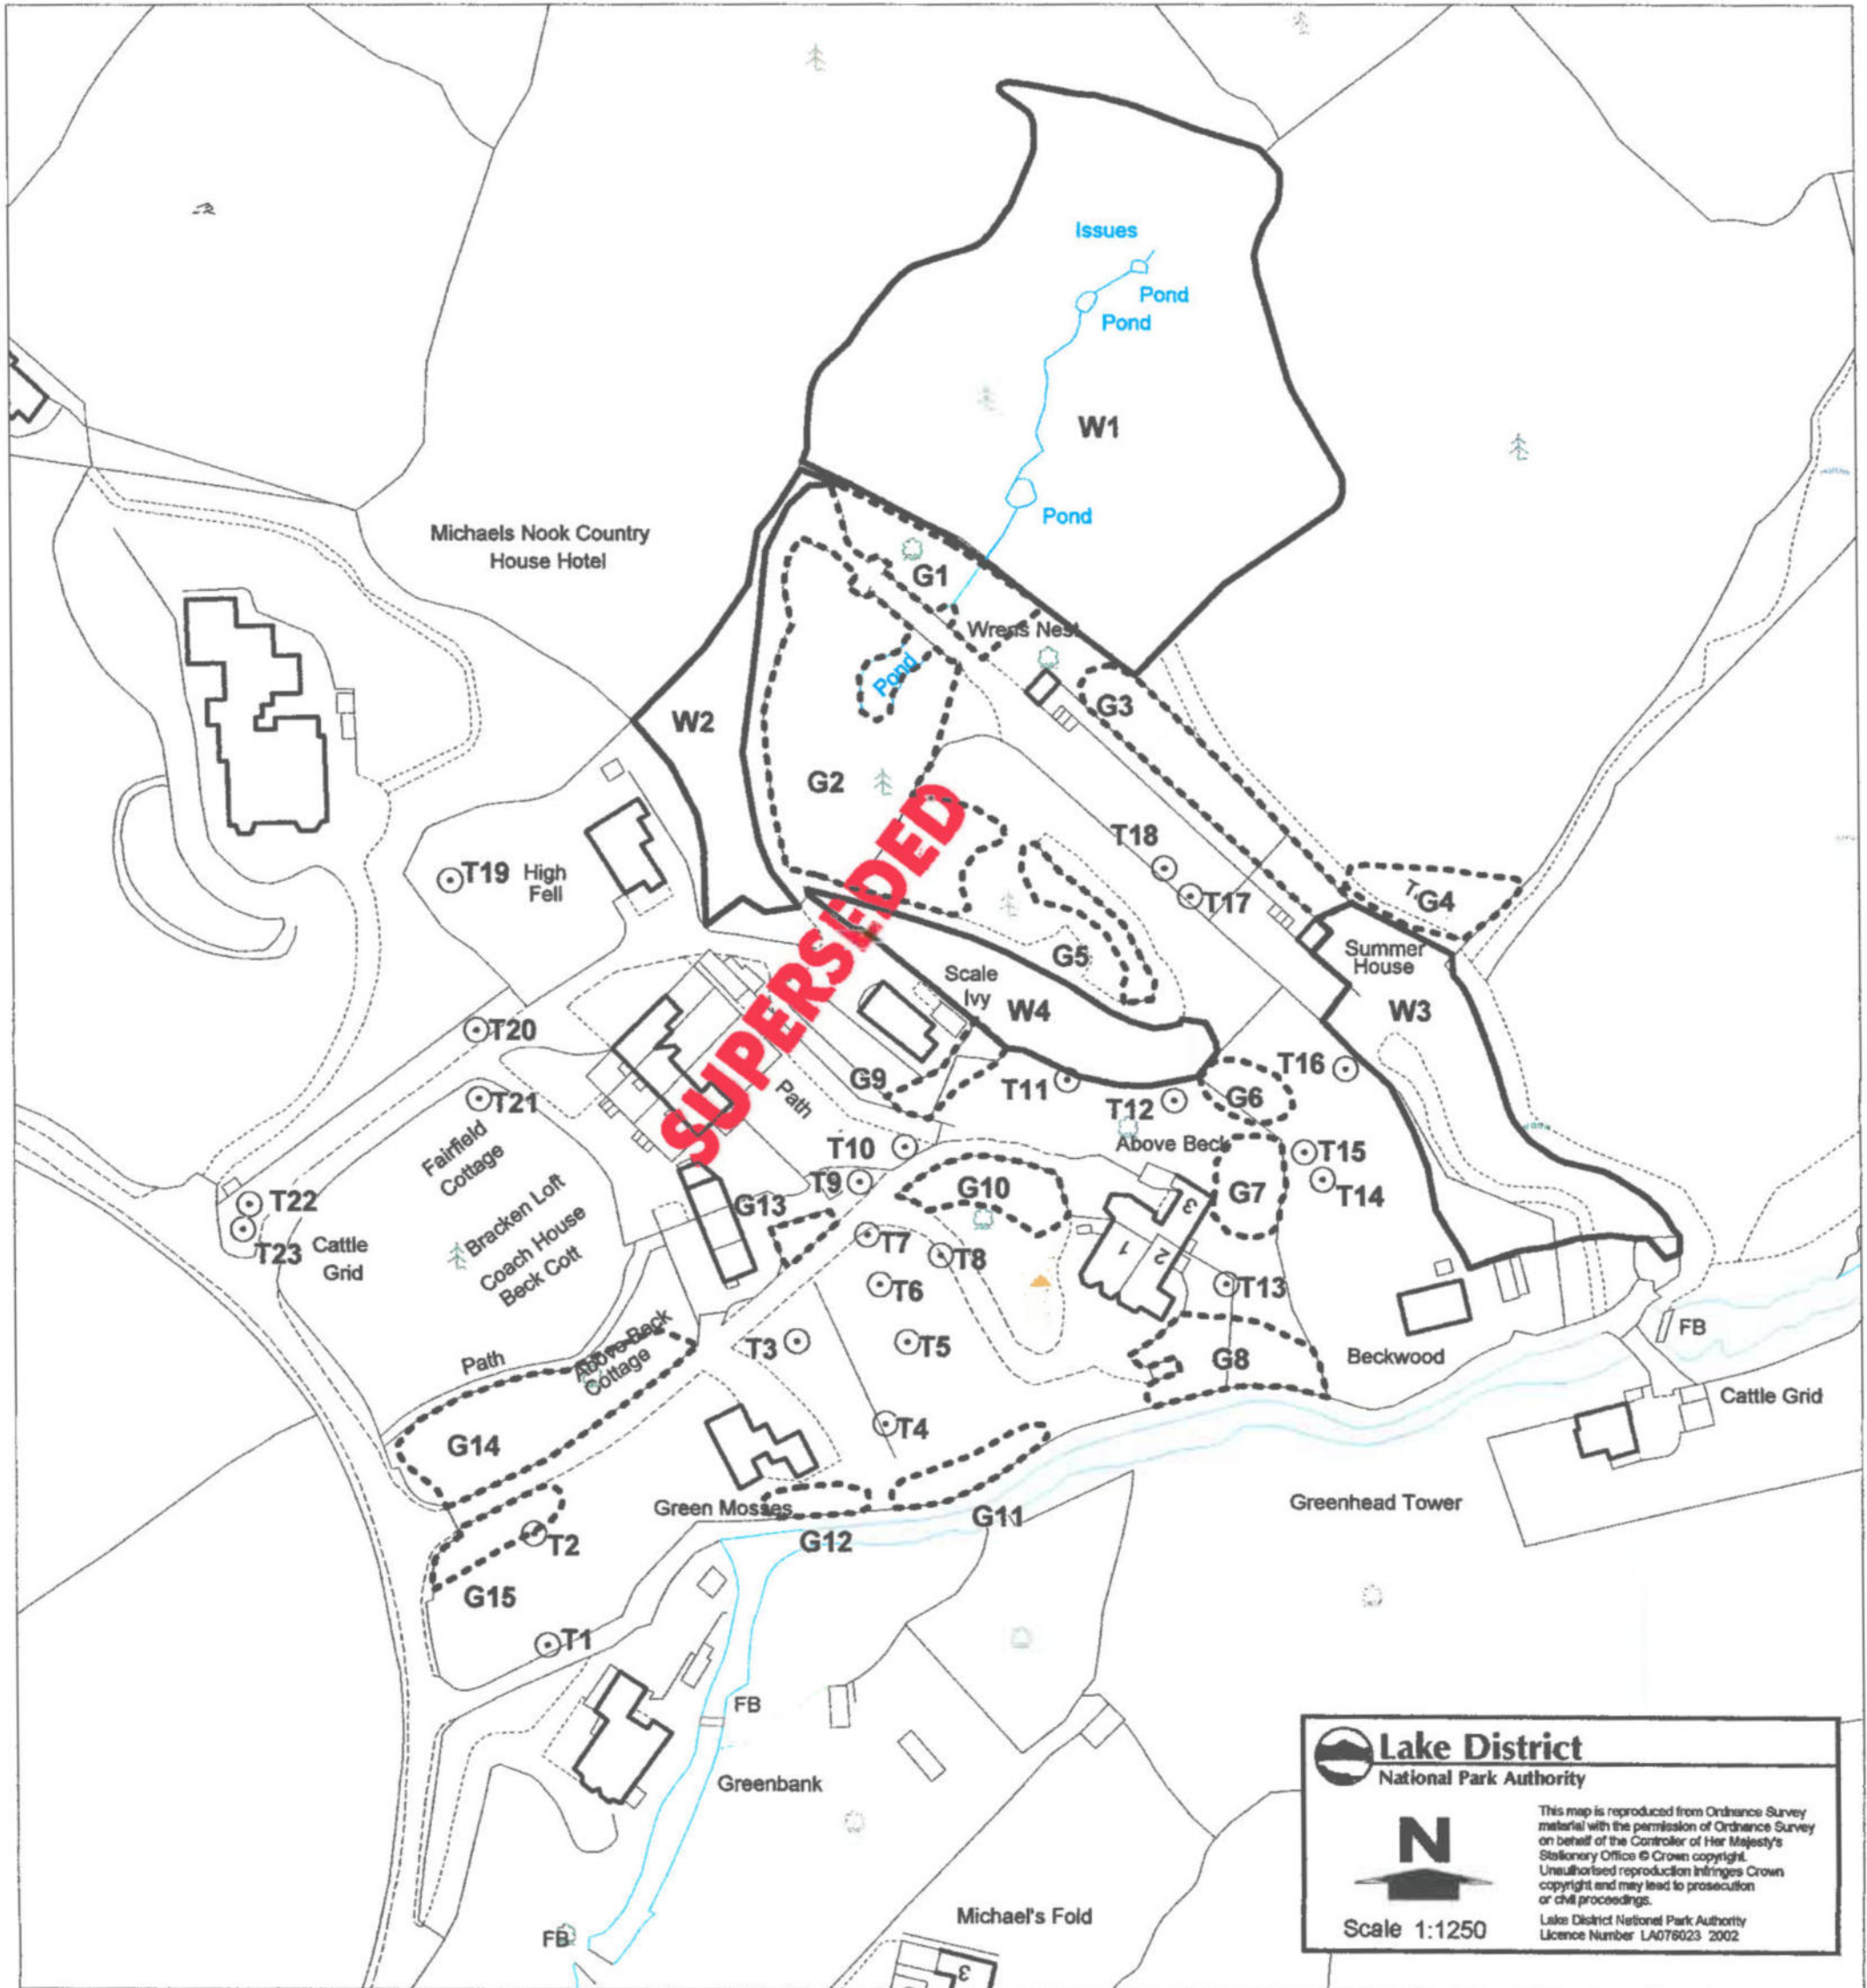 Issues
Pond
Pond
W1
Pond
Michaels Nook Country
House Hotel
G1
Wrens Nest
Pond
G3
W2
G2
T18
T19
High
Fell
T17
G4
Summer
House
G5
Scale
Ivy
W4
W3
SUPERSEDED
T20
T16
G9
T11
T21
Path
T12
G6
Fairfield
Cottage
T10
Above Beck
T15
T9
G10
G7
T14
T22
Bracken Loft
G13
3
T23
Cattle
Grid
Coach House
Beck Cott
T7
T8
1
2
T6
T13
FB
T3
T5
Above Beck
Cottage
Path
G8
Beckwood
Cattle Grid
T4
G14
Green Mosses
Greenhead Tower
G11
G12
T2
G15
T1
FB
Greenbank
Michael's Fold
FB
3
Lake District
National Park Authority
N
Scale 1:1250
This map is reproduced from Ordnance Survey
material with the permission of Ordnance Survey
on behalf of the Controller of Her Majesty's
Stationery Office © Crown copyright.
Unauthorised reproduction infringes Crown
copyright and may lead to prosecution
or civil proceedings.
Lake District National Park Authority
Licence Number LA076023 2002